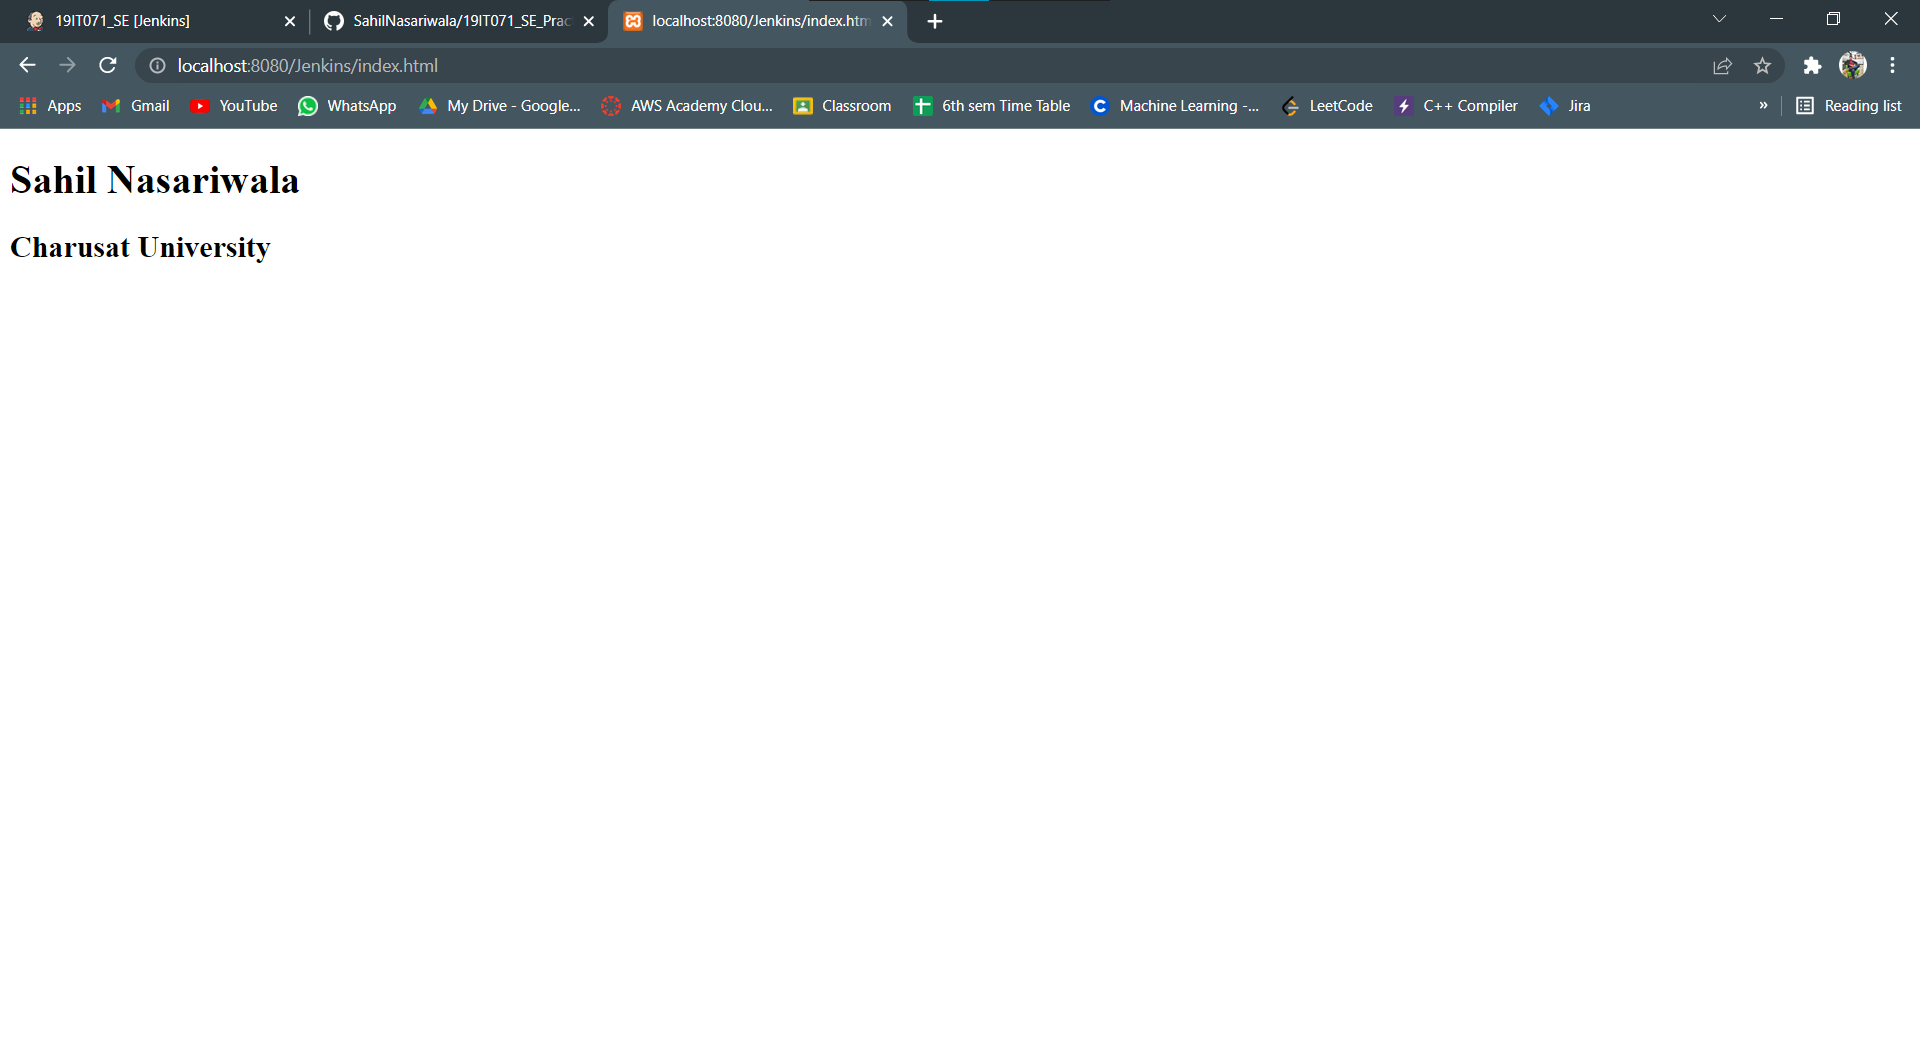 19IT071_SE [Jenkins]
SahilNasariwala/19IT071_SE_Prac
localhost:8080/Jenkins/index.htm
localhost:8080/Jenkins/index.html
Apps
Gmail
YouTube
WhatsApp
My Drive - Google...
AWS Academy Clou...
Classroom
6th sem Time Table
Machine Learning -...
LeetCode
C++ Compiler
Jira
»
Reading list
Sahil Nasariwala
Charusat University